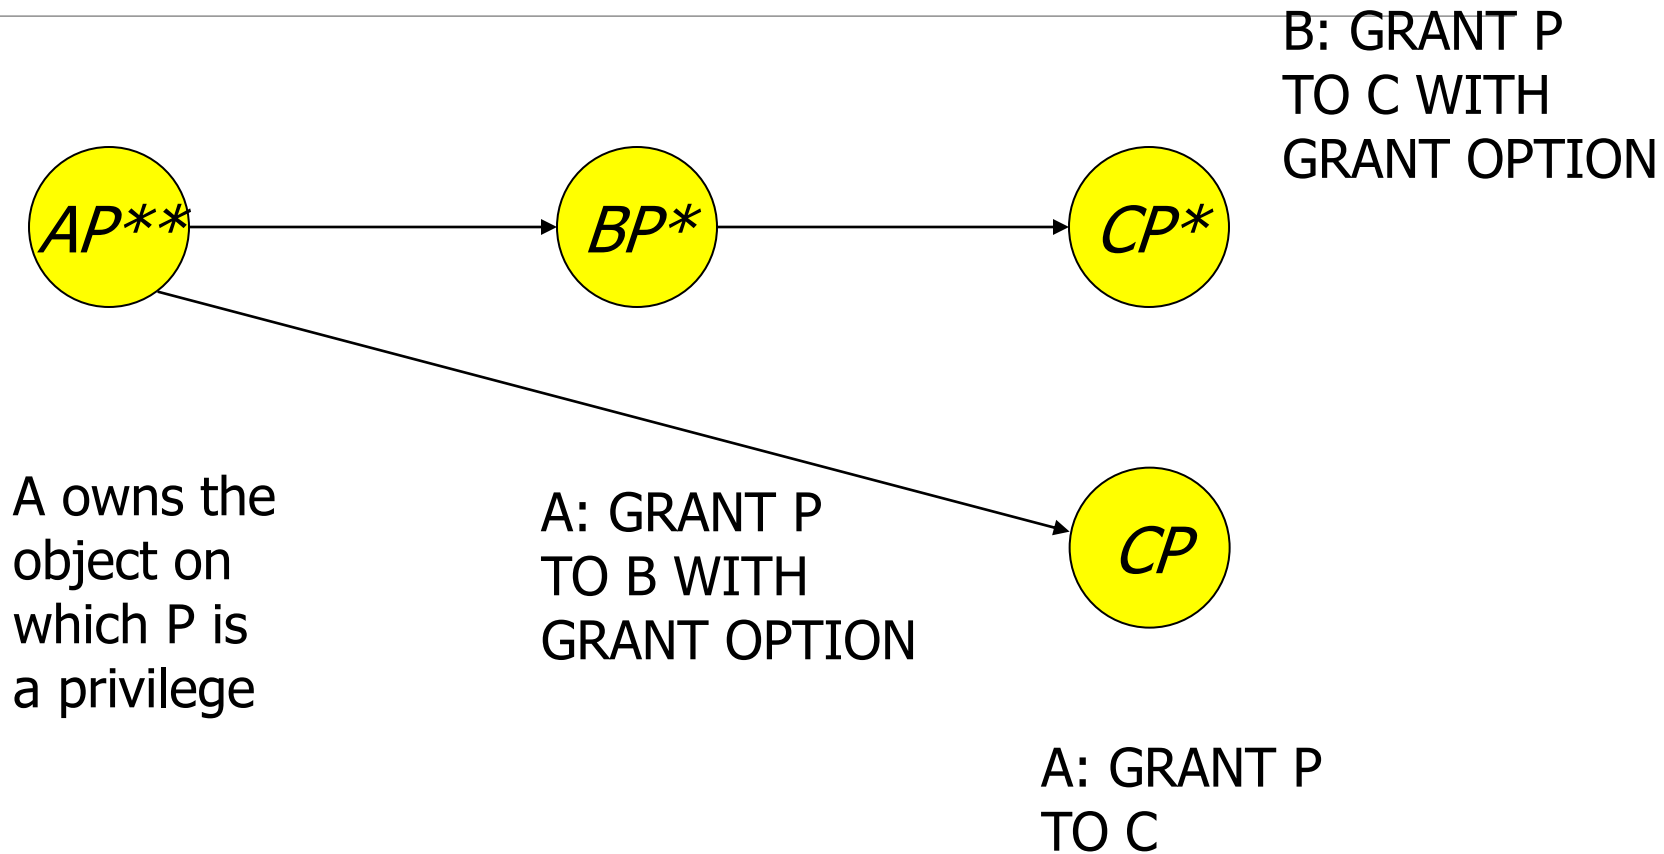 B: GRANT P
TO C WITH
GRANT OPTION
AP**
BP*
CP*
A owns the
object on
which P is
a privilege
A: GRANT P
TO B WITH
GRANT OPTION
CP
A: GRANT P
TO C